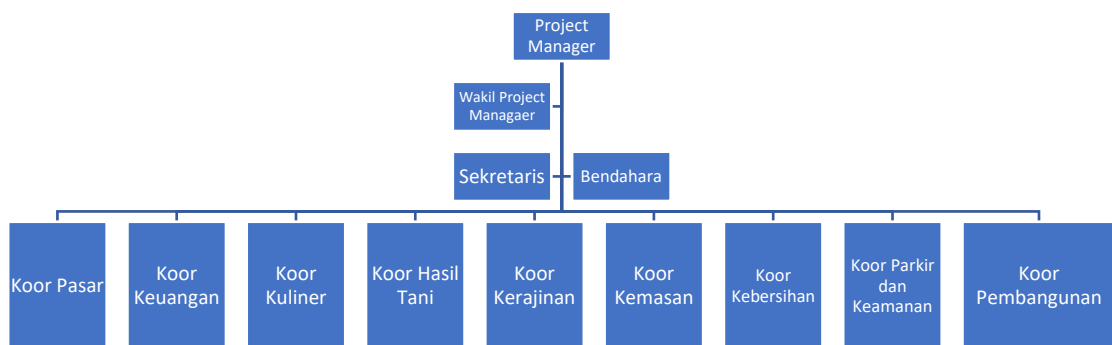 Project
Manager
Wakil Project
Managaer
Sekretaris
Bendahara
Koor Pasar
Koor
Keuangan
Koor
Kuliner
Koor Hasil
Tani
Koor
Kerajinan
Koor
Kemasan
Koor
Kebersihan
Koor Parkir
dan
Keamanan
Koor
Pembangunan